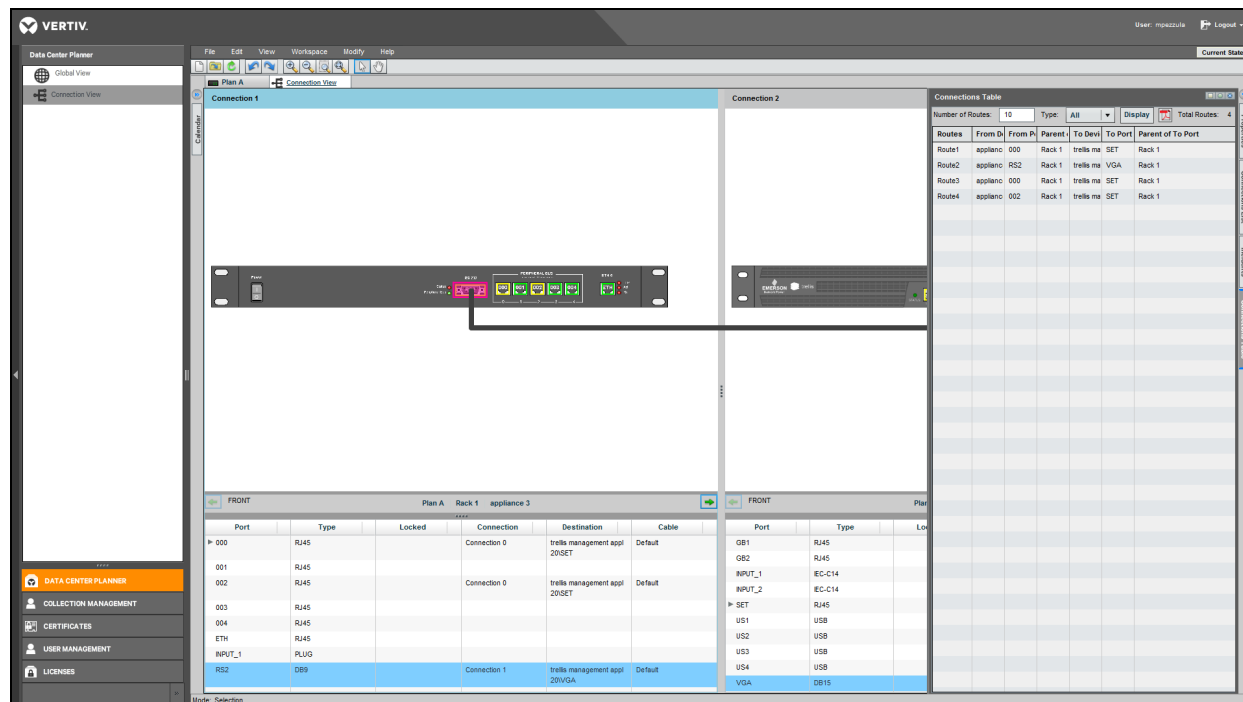 VERTIV.
User: mpezzula Logout
Data Center Planner
Global View
Connection View
File Edit View Workspace Modify Help
Current State
Plan A Connection View
Calendar
Connection 1
Connection 2
EMERSON
FRONT Plan A Rack 1 appliance 3
Port Type Locked Connection Destination Cable
000 RJ45 Connection 0 trellis management appl Default
20\SET
001 RJ45
002 RJ45 Connection 0 trellis management appl Default
20\SET
003 RJ45
004 RJ45
ETH RJ45
INPUT_1 PLUG
RS2 DB9 Connection 1 trellis management appl Default
20\VGA
FRONT Plan
Port Type Lo
GB1 RJ45
GB2 RJ45
INPUT_1 IEC-C14
INPUT_2 IEC-C14
SET RJ45
US1 USB
US2 USB
US3 USB
US4 USB
VGA DB15
Connections Table
Number of Routes: 10 Type: All Display Total Routes: 4
Routes From D From P Parent To Devi To Port Parent of To Port
Route1 applianc 000 Rack 1 trellis ma SET Rack 1
Route2 applianc RS2 Rack 1 trellis ma VGA Rack 1
Route3 applianc 000 Rack 1 trellis ma SET Rack 1
Route4 applianc 002 Rack 1 trellis ma SET Rack 1
DATA CENTER PLANNER
COLLECTION MANAGEMENT
CERTIFICATES
USER MANAGEMENT
LICENSES
Mode: Selection